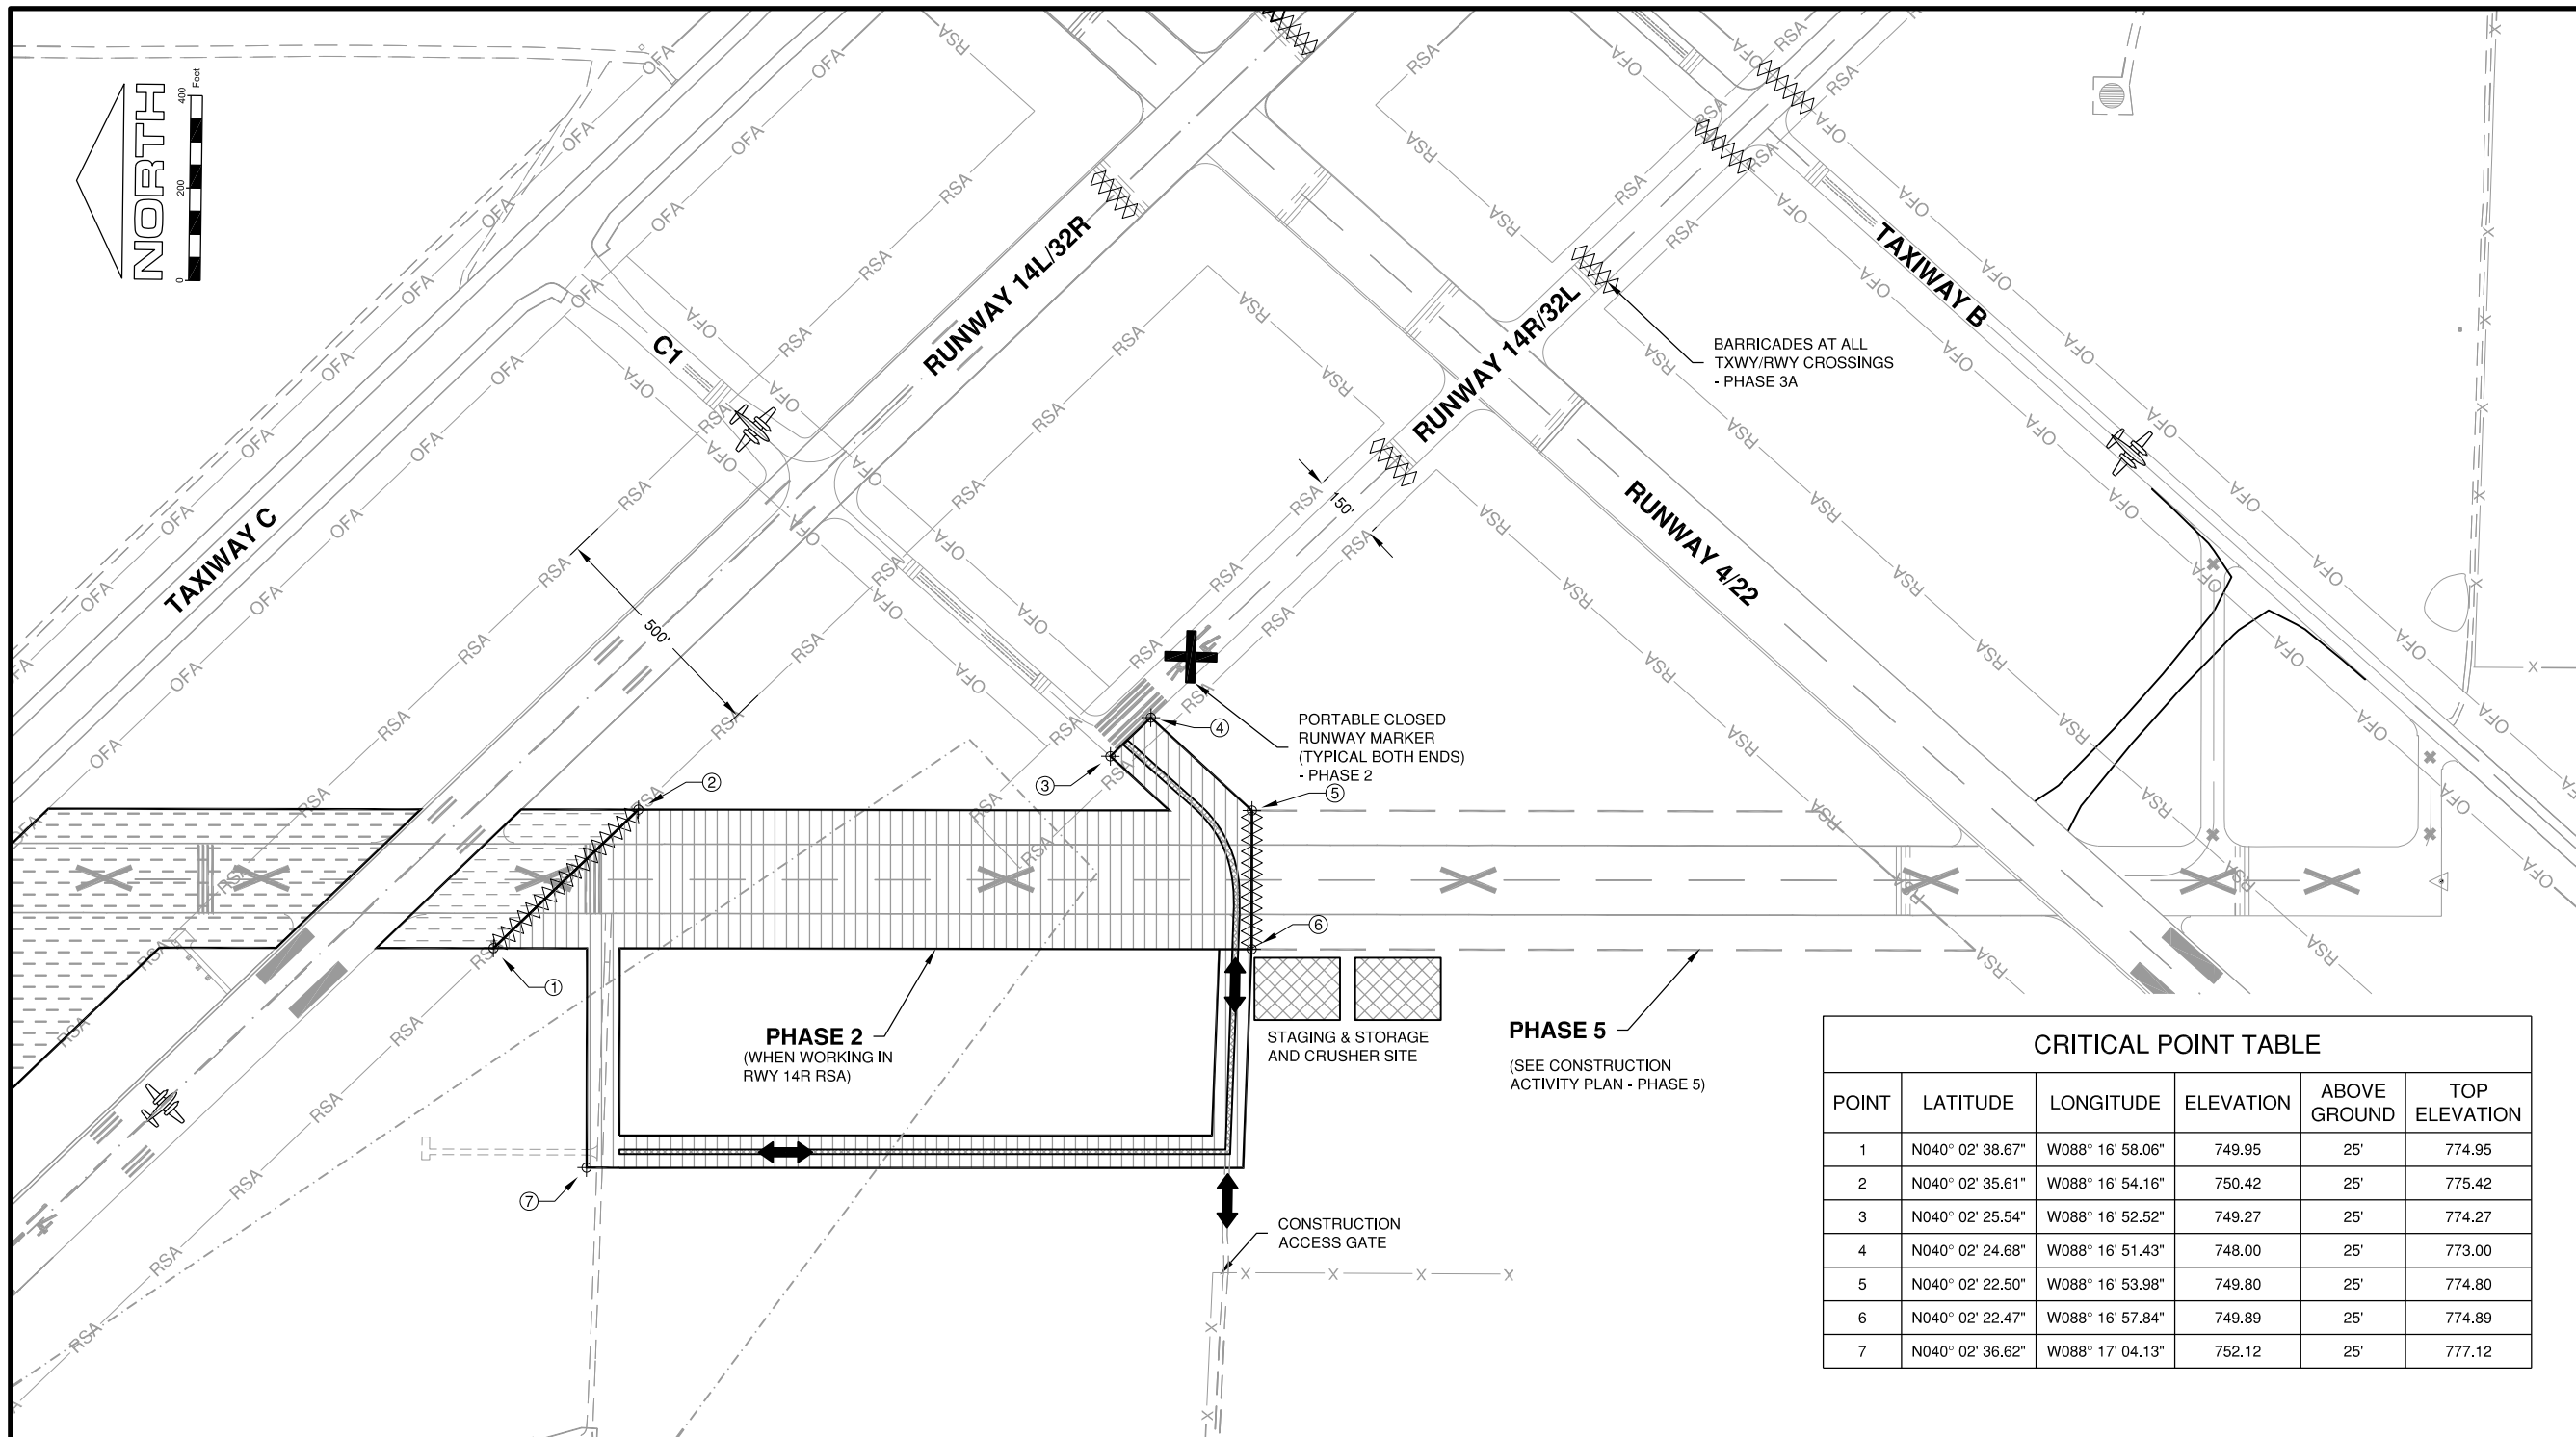 NORTH
0
200
400
Feet
TAXIWAY C
C1
RUNWAY 14L/32R
RUNWAY 14R/32L
TAXIWAY B
RUNWAY 4/22
OFA
RSA
BARRICADES AT ALL
TXWY/RWY CROSSINGS
- PHASE 3A
150'
500'
PORTABLE CLOSED
RUNWAY MARKER
(TYPICAL BOTH ENDS)
- PHASE 2
1
2
3
4
5
6
7
PHASE 2
(WHEN WORKING IN
RWY 14R RSA)
STAGING & STORAGE
AND CRUSHER SITE
PHASE 5
(SEE CONSTRUCTION
ACTIVITY PLAN - PHASE 5)
CONSTRUCTION
ACCESS GATE
X X X X
CRITICAL POINT TABLE
POINT LATITUDE LONGITUDE ELEVATION ABOVE GROUND TOP ELEVATION
1 N040° 02' 38.67" W088° 16' 58.06" 749.95 25' 774.95
2 N040° 02' 35.61" W088° 16' 54.16" 750.42 25' 775.42
3 N040° 02' 25.54" W088° 16' 52.52" 749.27 25' 774.27
4 N040° 02' 24.68" W088° 16' 51.43" 748.00 25' 773.00
5 N040° 02' 22.50" W088° 16' 53.98" 749.80 25' 774.80
6 N040° 02' 22.47" W088° 16' 57.84" 749.89 25' 774.89
7 N040° 02' 36.62" W088° 17' 04.13" 752.12 25' 777.12